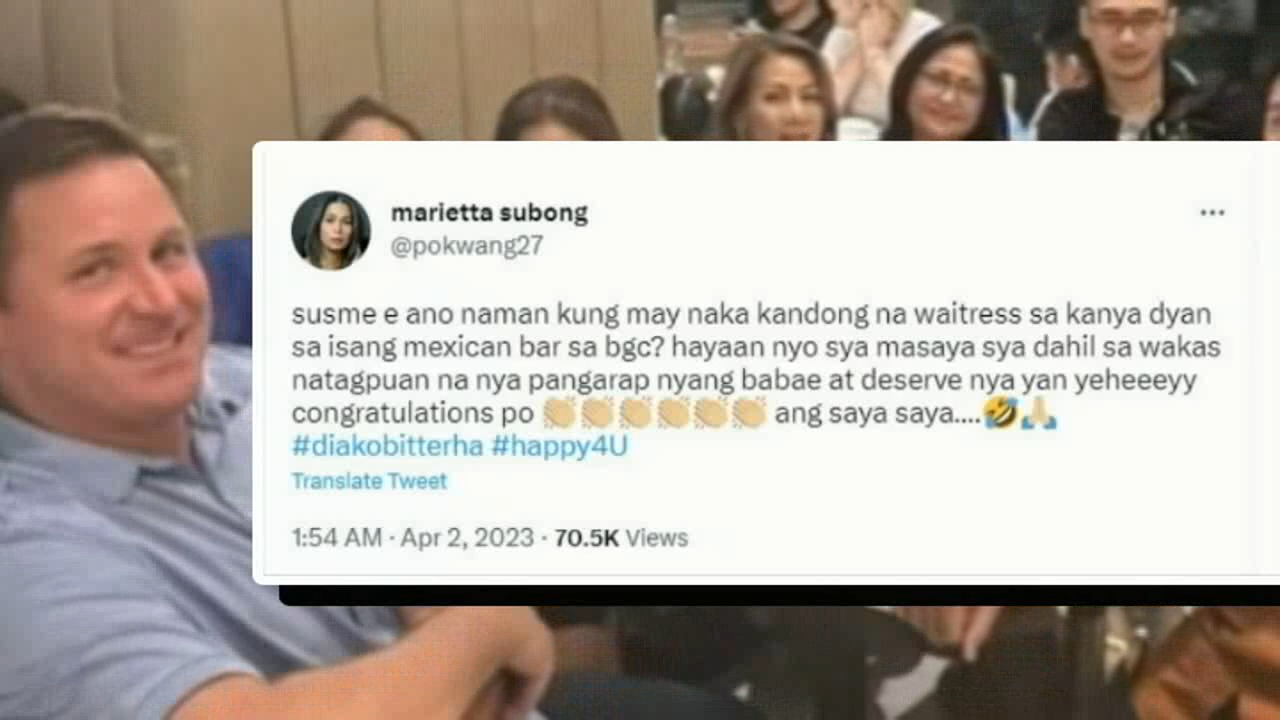 marietta subong
@pokwang27
susme e ano naman kung may naka kandong na waitress sa kanya dyan
sa isang mexican bar sa bgc? hayaan nyo sya masaya sya dahil sa wakas
natagpuan na nya pangarap nyang babae at deserve nya yan yeheeeyy
congratulations po 👏🏼👏🏼👏🏼👏🏼👏🏼👏🏼 ang saya saya....🤣🙏🏼
#diakobitterha #happy4U
Translate Tweet
1:54 AM · Apr 2, 2023 · 70.5K Views